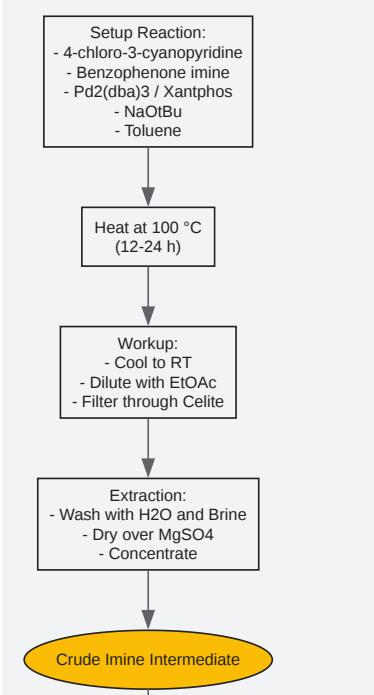 Setup Reaction:
- 4-chloro-3-cyanopyridine
- Benzophenone imine
- Pd2(dba)3 / Xantphos
- NaOtBu
- Toluene
Heat at 100 °C
(12-24 h)
Workup:
- Cool to RT
- Dilute with EtOAc
- Filter through Celite
Extraction:
- Wash with H2O and Brine
- Dry over MgSO4
- Concentrate
Crude Imine Intermediate